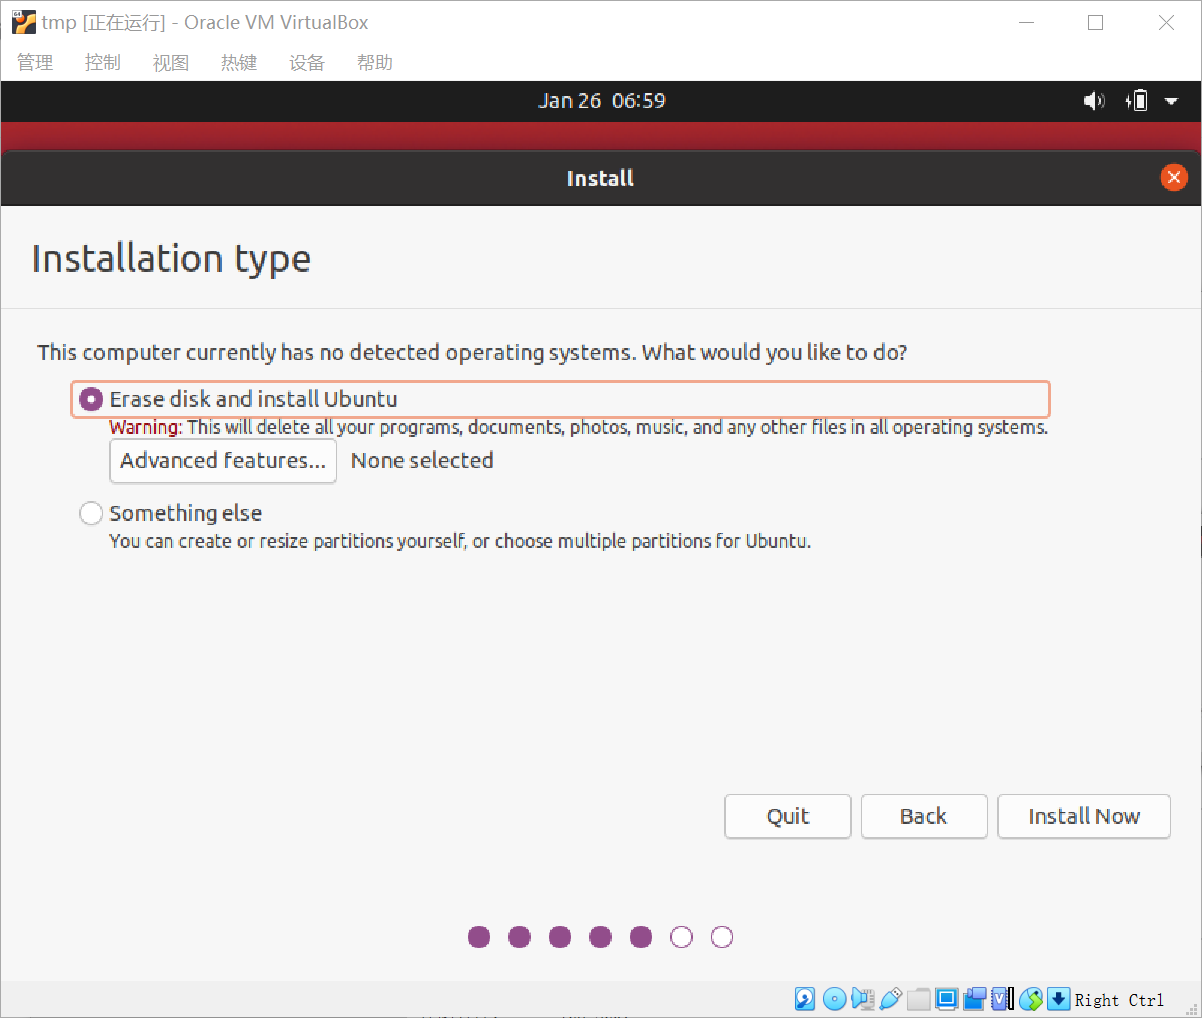 tmp [正在运行] - Oracle VM VirtualBox
管理 控制 视图 热键 设备 帮助
Jan 26 06:59
Install
Installation type
This computer currently has no detected operating systems. What would you like to do?
Erase disk and install Ubuntu
Warning: This will delete all your programs, documents, photos, music, and any other files in all operating systems.
Advanced features... None selected
Something else
You can create or resize partitions yourself, or choose multiple partitions for Ubuntu.
Quit Back Install Now
Right Ctrl